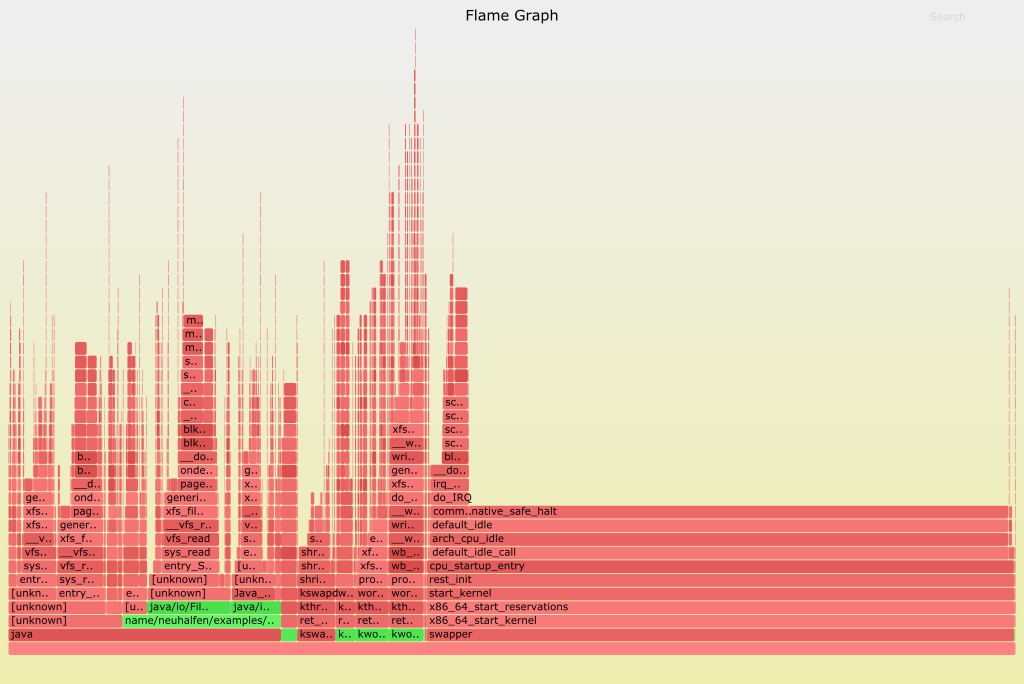 Flame Graph
Search
m..
m..
m..
s..
s..
_..
c.. sc..
_.. sc..
blk.. xfs.. sc..
blk.. __w.. sc..
b.. __do.. wri.. bl..
b.. onde.. g.. gen.. __do..
__d.. page.. x.. xfs.. irq_..
ge.. ond.. generi.. x.. do_.. do_IRQ
xfs.. pag.. xfs_fil.. _.. __w.. comm.. native_safe_halt
xfs.. gener.. __vfs_r.. v.. wri.. default_idle
__v.. xfs_f.. vfs_read s.. s.. e.. __w.. arch_cpu_idle
vfs.. __vfs.. sys_read e.. shr.. xf.. wb_.. default_idle_call
sys.. vfs_r.. entry_S.. [u.. shr.. xfs.. wb_.. cpu_startup_entry
entr.. sys_r.. [unknown] [unkn.. shri.. pro.. pro.. rest_init
[unkn.. entry_.. e.. [unknown] Java_.. kswapdw.. wor.. wor.. start_kernel
[unknown] [u.. java/io/Fil.. java/i.. kthr.. k.. kth.. kth.. x86_64_start_reservations
[unknown] name/neuhalfen/examples/.. ret_.. r.. ret.. ret.. x86_64_start_kernel
java kswa.. k.. kwo.. kwo.. swapper